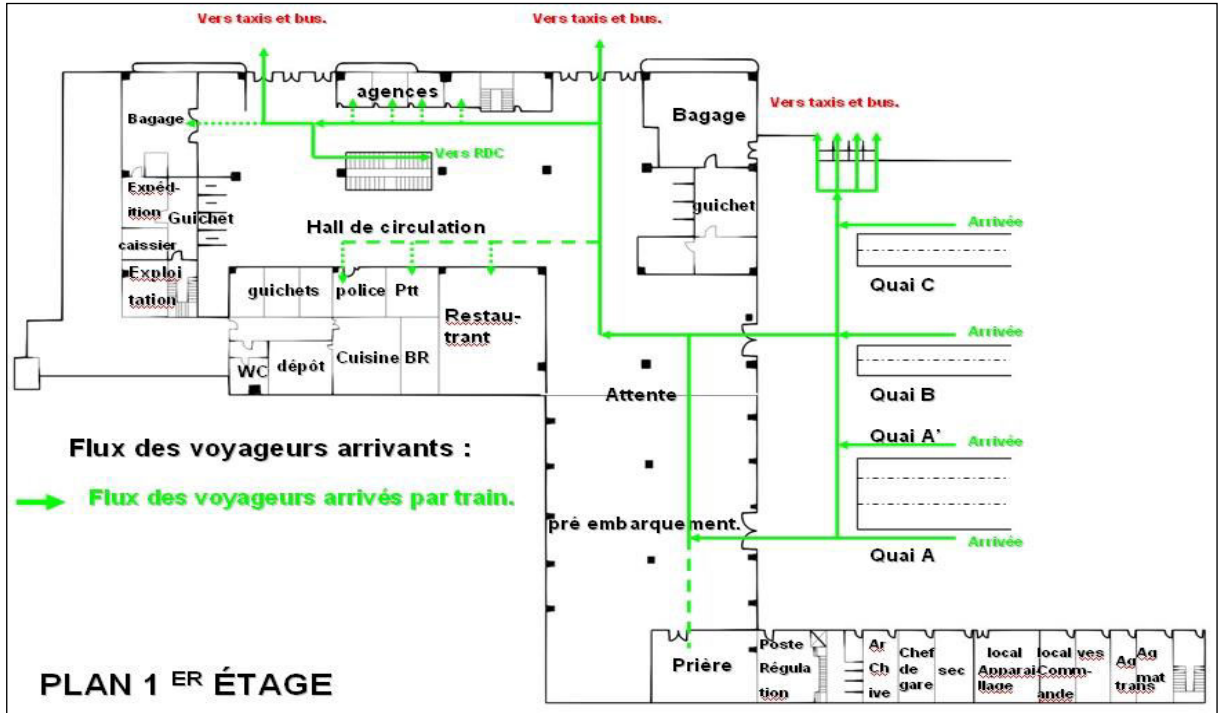 Vers taxis et bus.
Vers taxis et bus.
Vers taxis et bus.
agences
Bagage
Bagage
Vers RDC
Expéd-
ition
Guichet
guichet
Hall de circulation
Arrivée
caissier
Exploi
tation
Quai C
guichets
police
Ptt
Restau-
trant
Arrivée
Cuisine
BR
WC
dépôt
Attente
Quai B
Quai A'
Arrivée
Flux des voyageurs arrivants :
Flux des voyageurs arrivés par train.
pré embarquement.
Arrivée
Quai A
Prière
Poste
Régula
tion
Ar
Ch
ive
Chef
de
gare
sec
local
Apparai-
llage
local
Comm-
ande
ves
Ag
trans
Ag
mat
PLAN 1 ER ÉTAGE